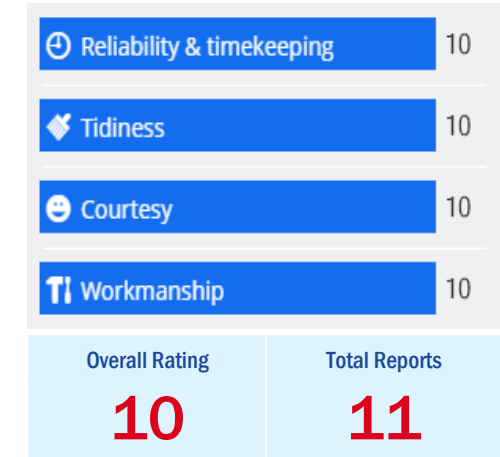 Reliability & timekeeping 10
Tidiness 10
Courtesy 10
Workmanship 10
Overall Rating Total Reports
10 11